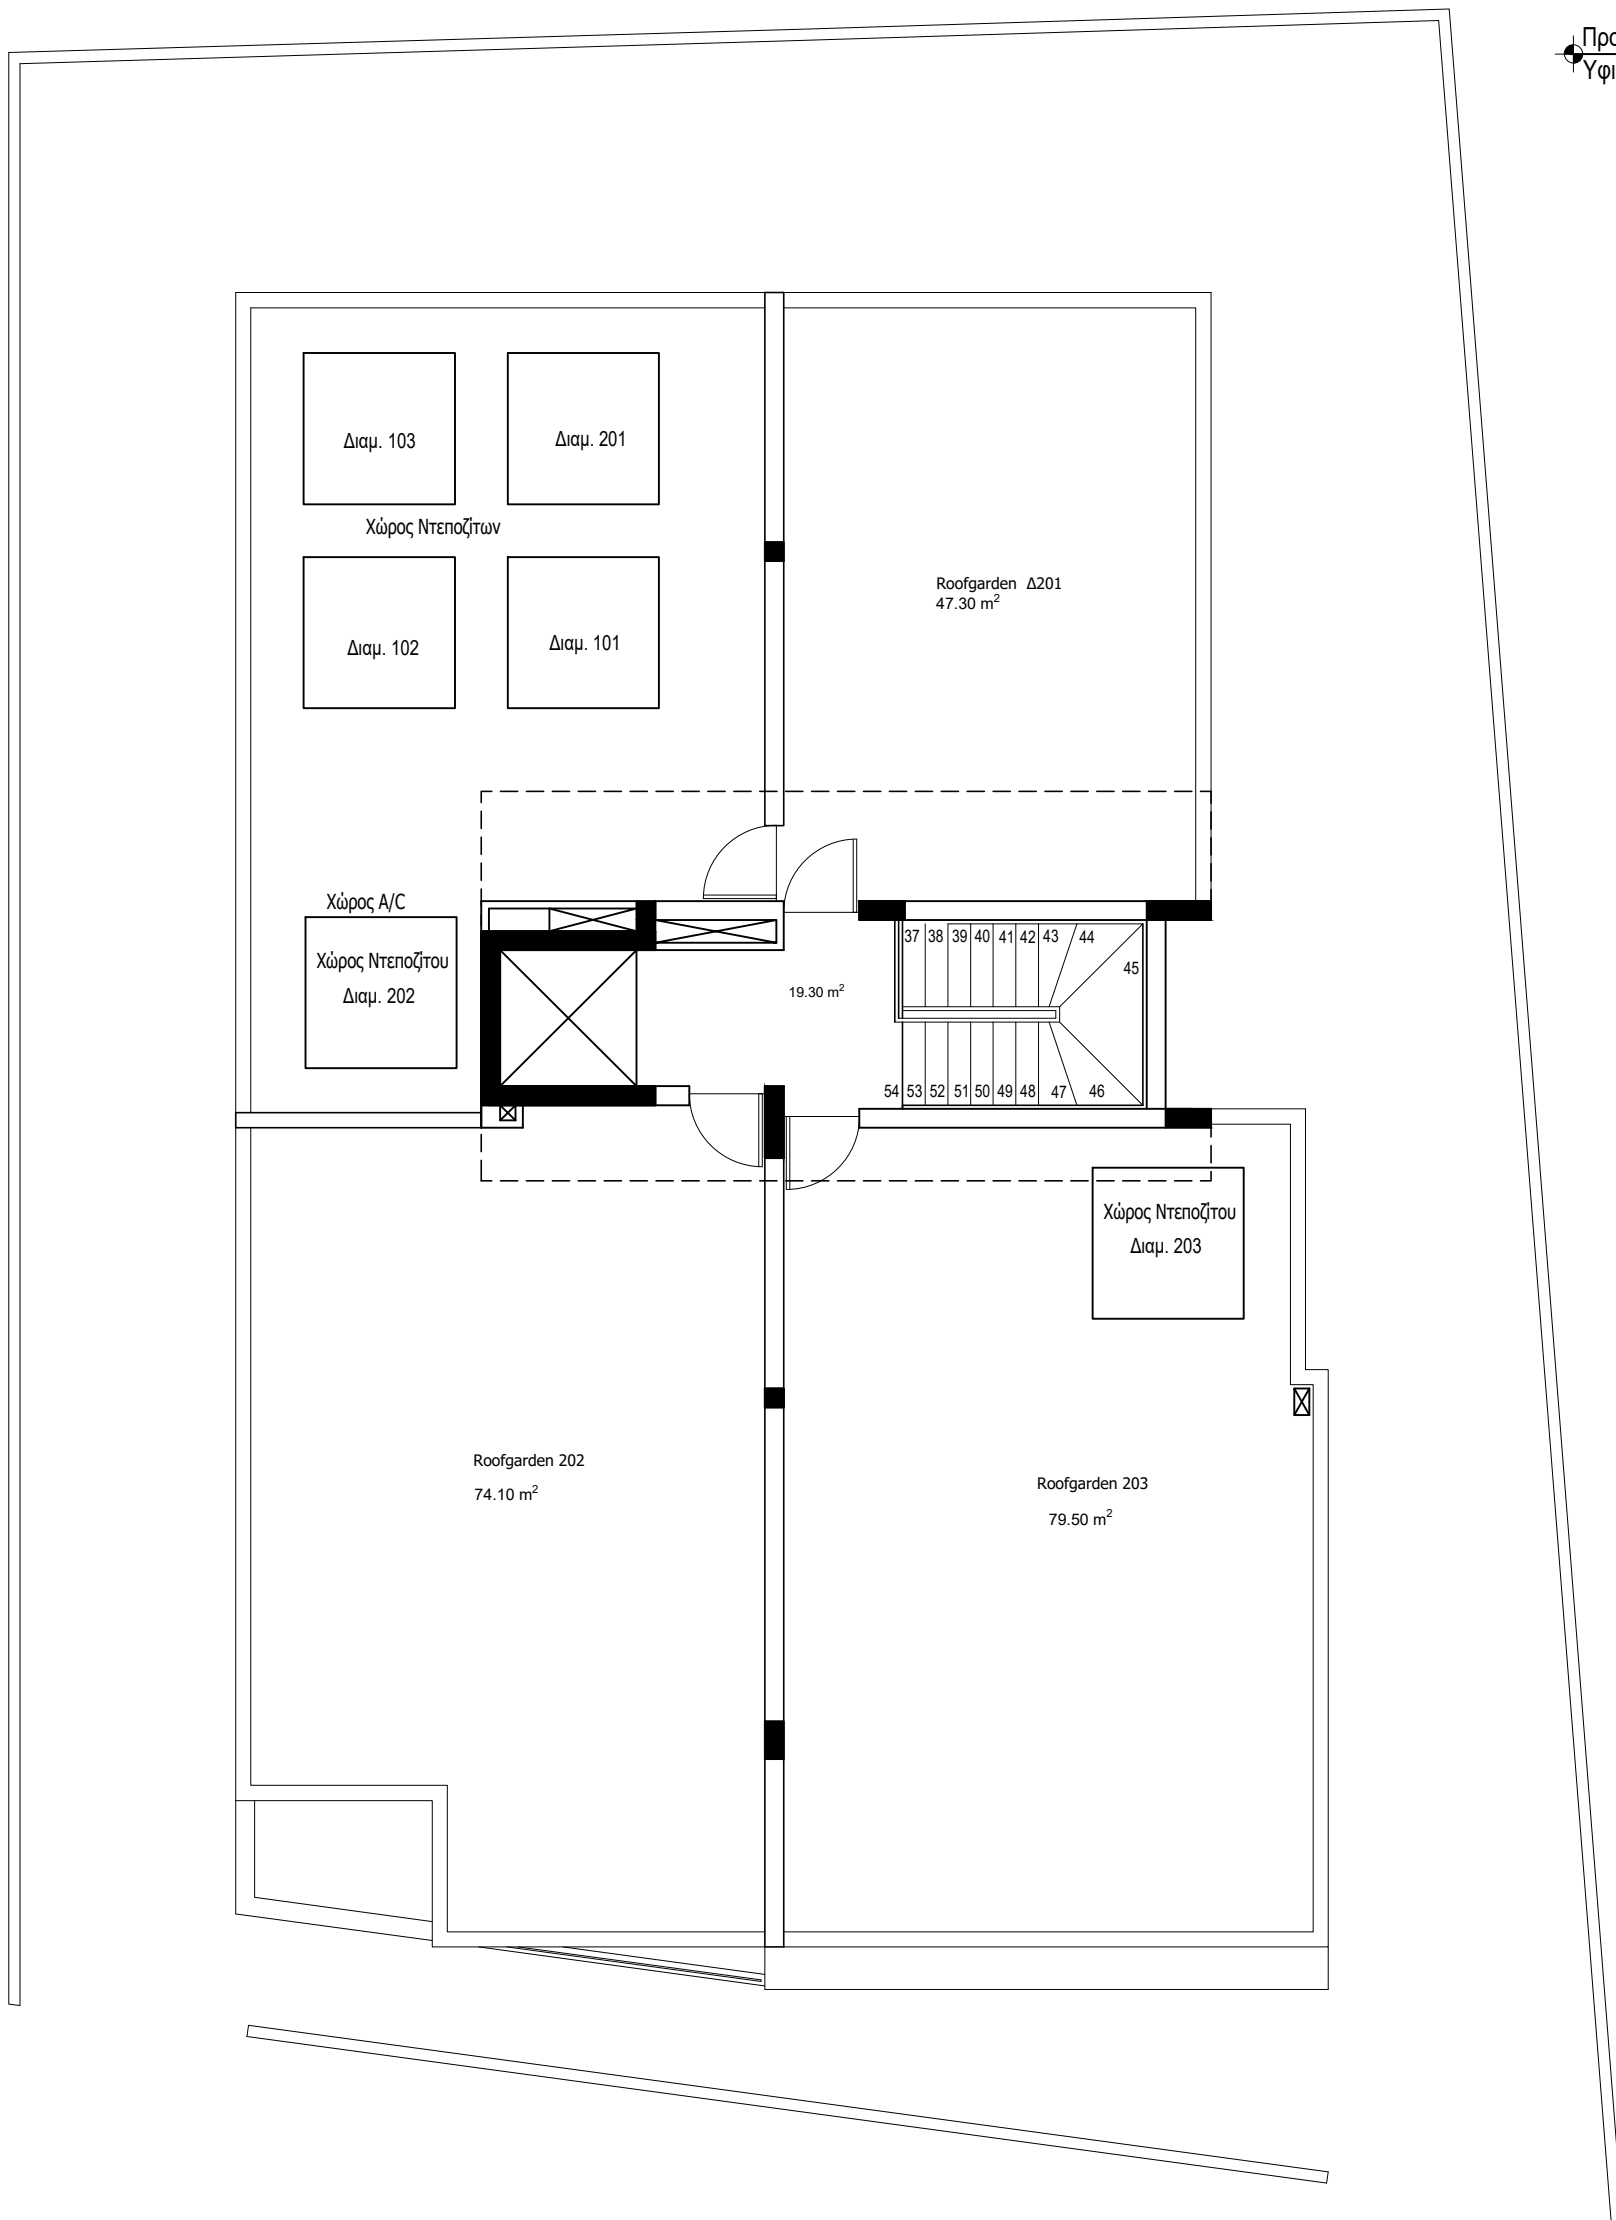 Προ
Υφι
Διαμ. 103
Διαμ. 201
Χώρος Ντεποζίτων
Διαμ. 102
Διαμ. 101
Roofgarden Δ201
47.30 m²
Χώρος A/C
Χώρος Ντεποζίτου
Διαμ. 202
19.30 m²
37 38 39 40 41 42 43 44
45
54 53 52 51 50 49 48 47 46
Χώρος Ντεποζίτου
Διαμ. 203
Roofgarden 202
74.10 m²
Roofgarden 203
79.50 m²